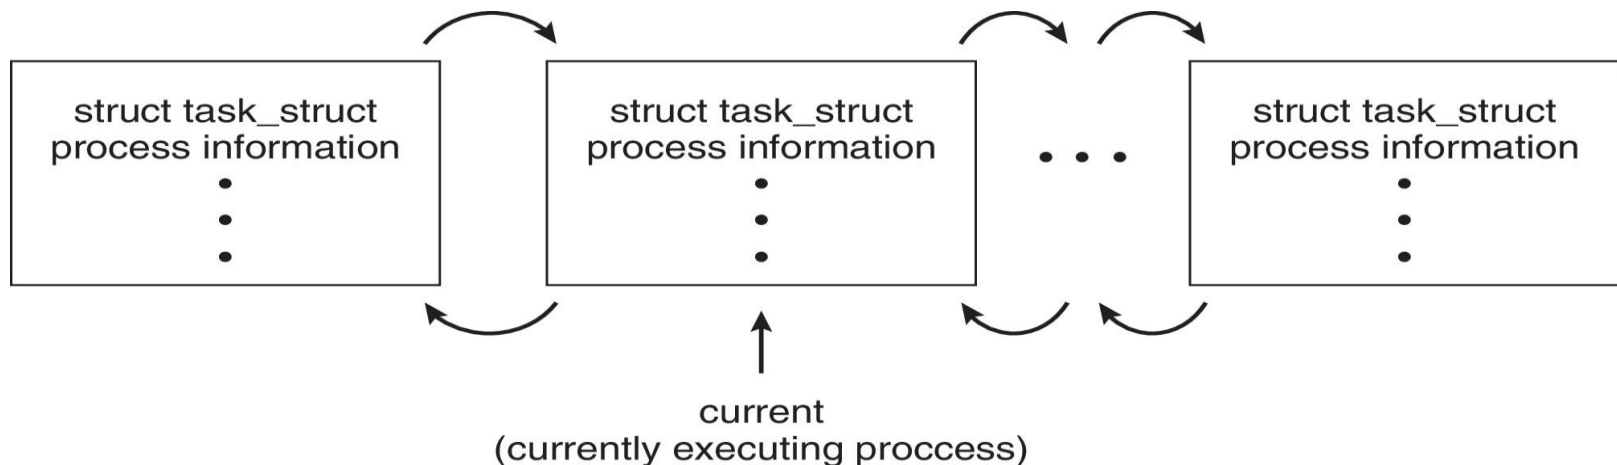 struct task_struct
process information
struct task_struct
process information
struct task_struct
process information
current
(currently executing proccess)